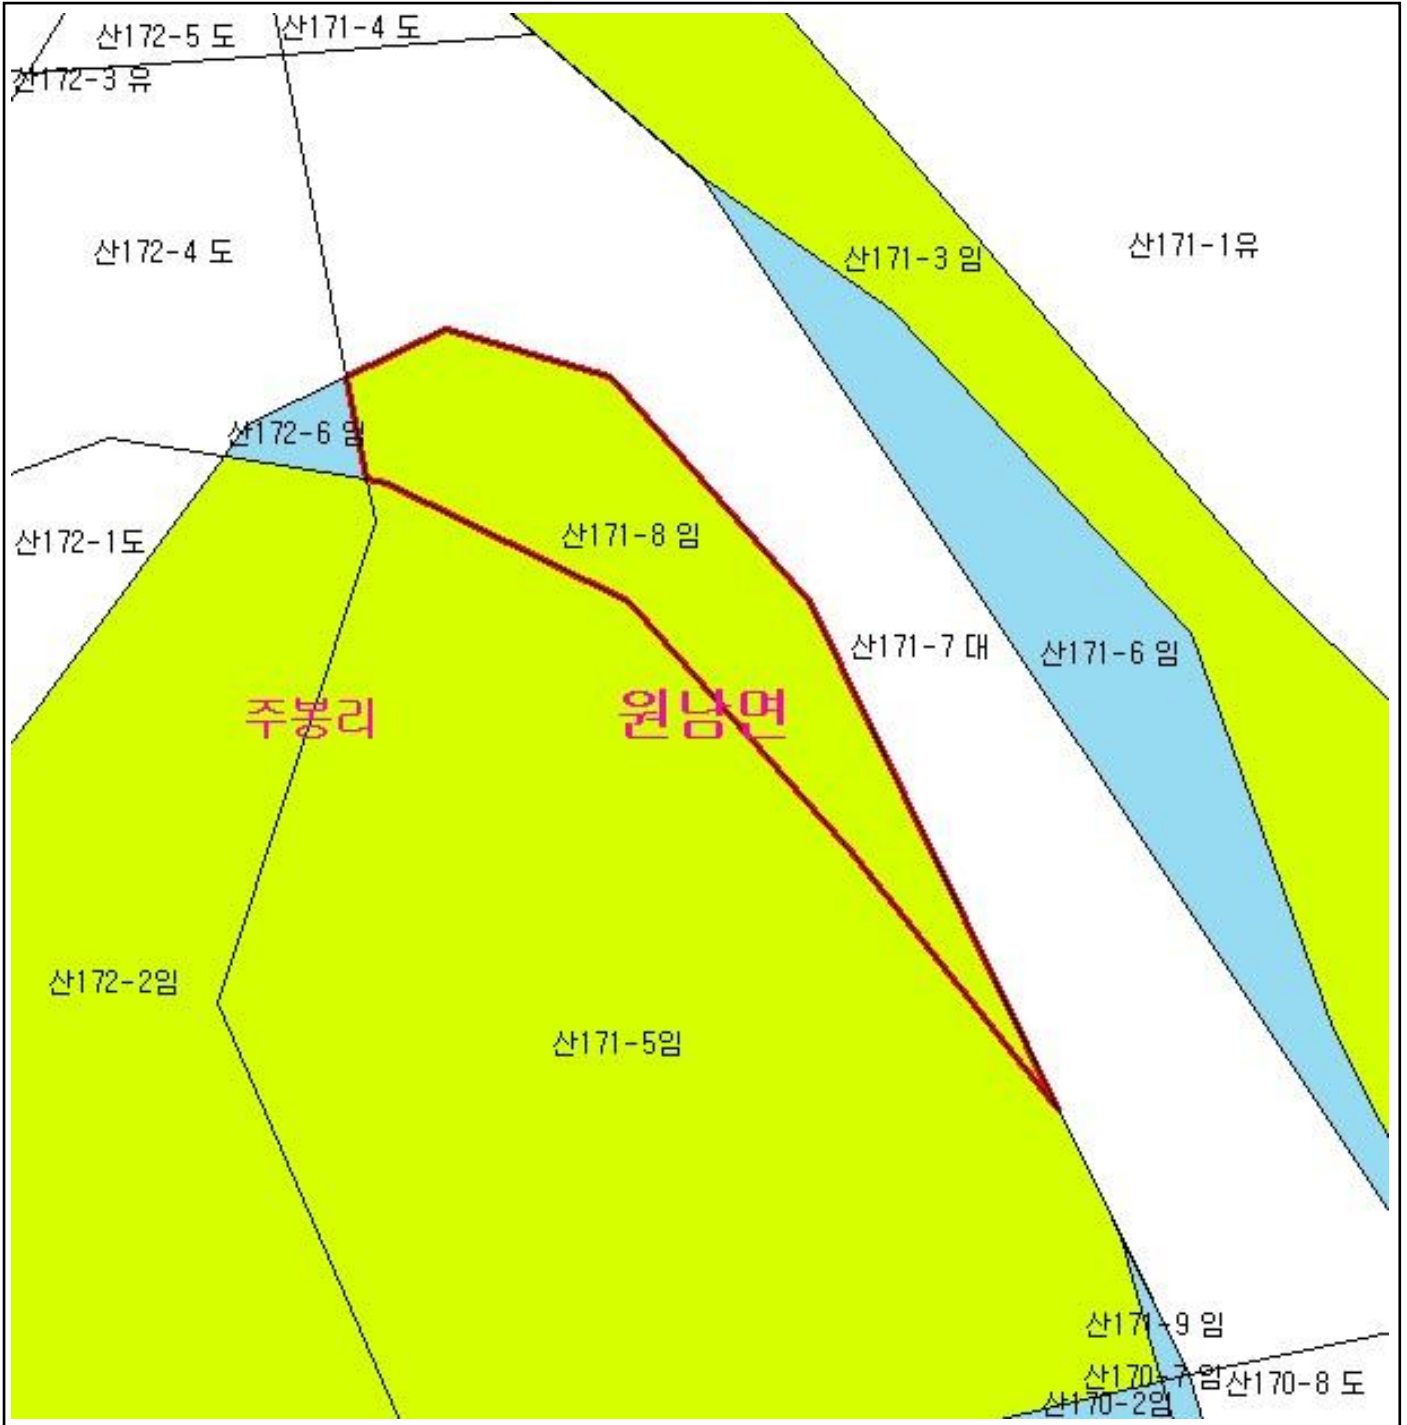 산171-4 도
산172-5 도
산172-3 유
산172-4 도
산171-3 임
산171-1유
산172-6 임
산171-8 임
산172-1도
산171-7 대
산171-6 임
주봉리
원남면
산172-2임
산171-5임
산171-9 임
산170-7 임
산170-8 도
산170-2임